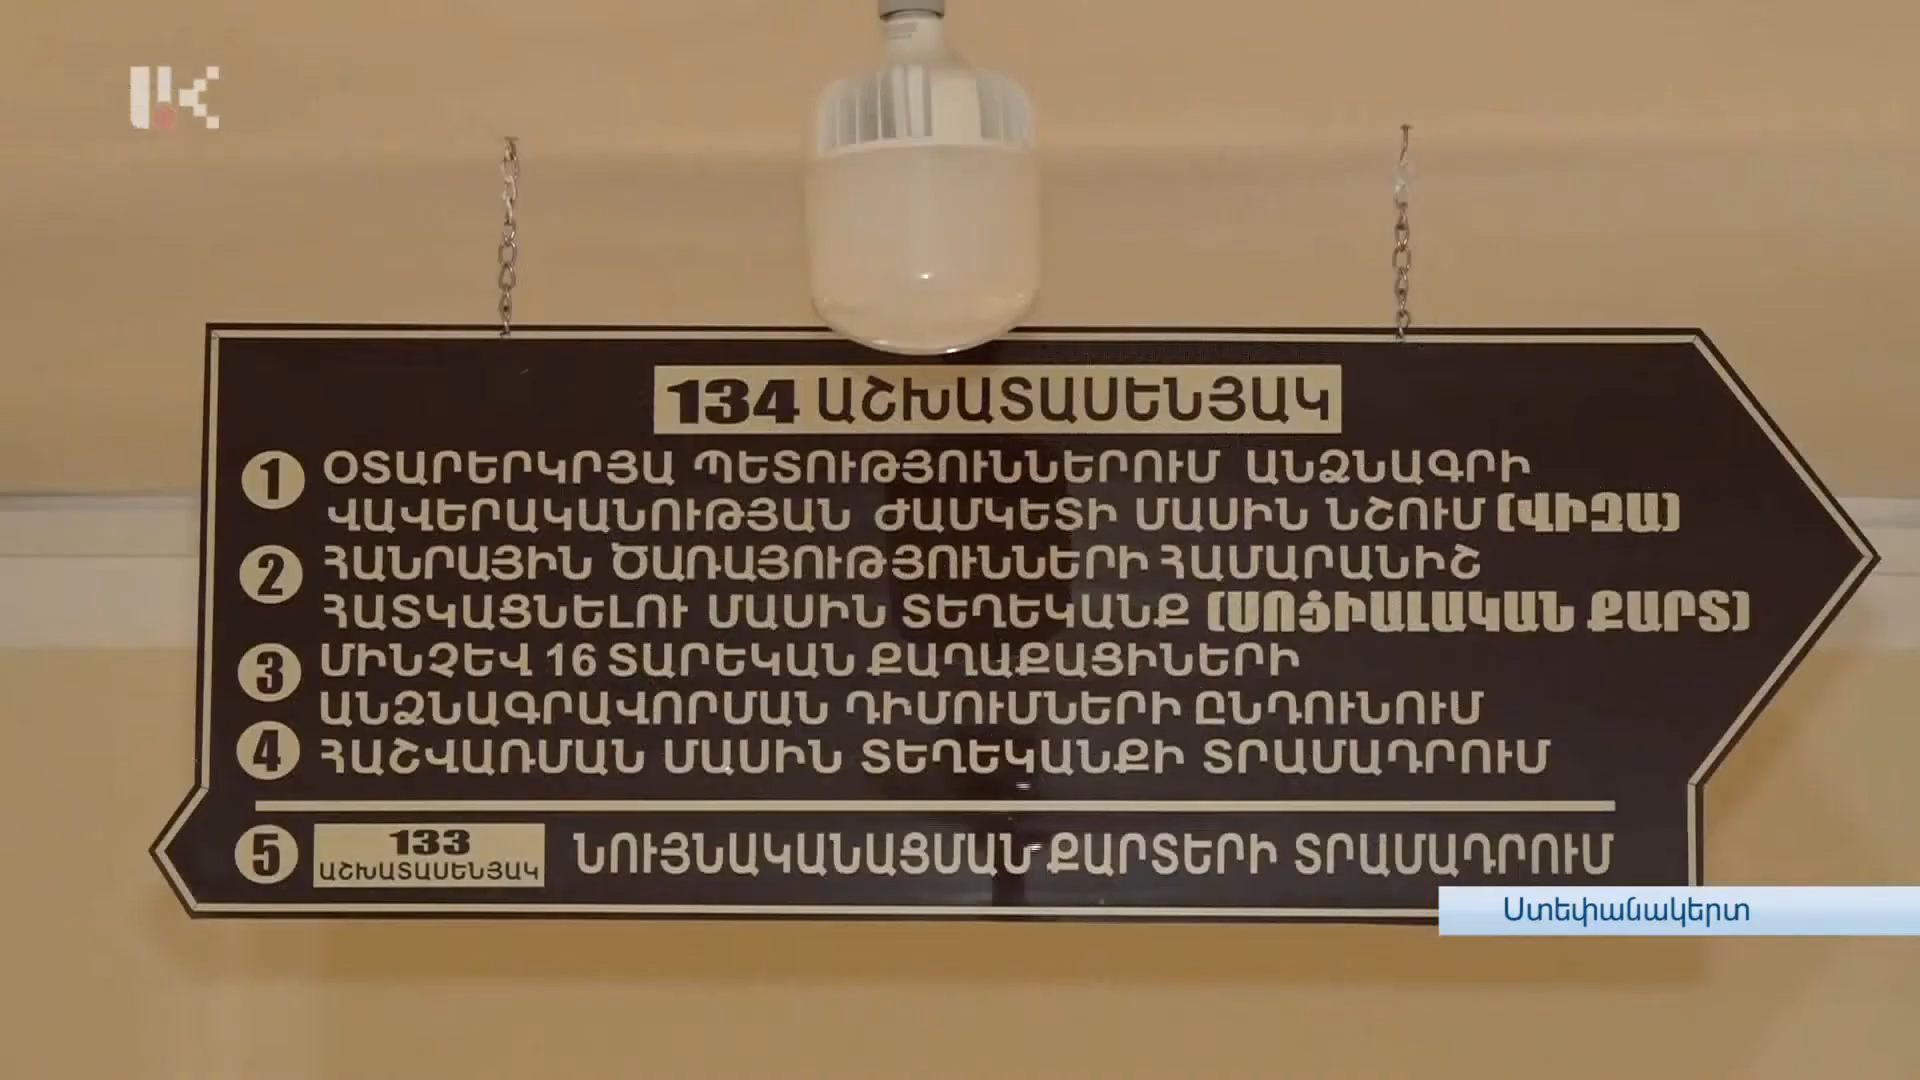 134 ԱՇԽԱՏԱՍԵՆՅԱԿ
1 ՕՏԱՐԵՐԿՐՅԱ ՊԵՏՈՒԹՅՈՒՆՆԵՐՈՒՄ ԱՆՁՆԱԳՐԻ
ՎԱՎԵՐԱԿԱՆՈՒԹՅԱՆ ԺԱՄԿԵՏԻ ՄԱՍԻՆ ՆՇՈՒՄ (ՎԻԶԱ)
2 ՀԱՆՐԱՅԻՆ ԾԱՌԱՅՈՒԹՅՈՒՆՆԵՐԻ ՀԱՄԱՐԱՆԻՇ
ՀԱՏԿԱՑՆԵԼՈՒ ՄԱՍԻՆ ՏԵՂԵԿԱՆՔ (ՍՈՑԻԱԼԱԿԱՆ ՔԱՐՏ)
3 ՄԻՆՉԵՎ 16 ՏԱՐԵԿԱՆ ՔԱՂԱՔԱՑԻՆԵՐԻ
ԱՆՁՆԱԳՐԱՎՈՐՄԱՆ ԴԻՄՈՒՄՆԵՐԻ ԸՆԴՈՒՆՈՒՄ
4 ՀԱՇՎԱՌՄԱՆ ՄԱՍԻՆ ՏԵՂԵԿԱՆՔԻ ՏՐԱՄԱԴՐՈՒՄ
5 133 ԱՇԽԱՏԱՍԵՆՅԱԿ ՆՈՒՅՆԱԿԱՆԱՑՄԱՆ ՔԱՐՏԵՐԻ ՏՐԱՄԱԴՐՈՒՄ
Ստեփանակերտ